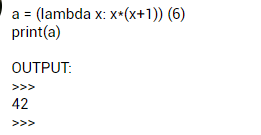 a = (lambda x: x*(x+1)) (6)
print(a)
OUTPUT:
>>>
42
>>>